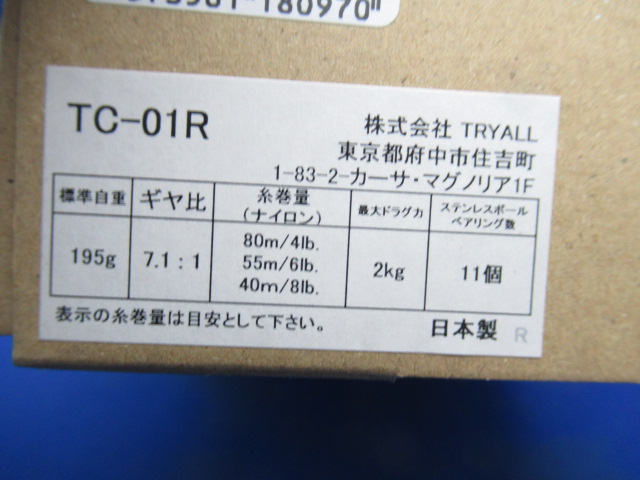 180970"
TC-01R
株式会社 TRYALL
東京都府中市住吉町
1-83-2-カーサ・マグノリア1F
標準自重 ギヤ比 糸巻量 (ナイロン) 最大ドラグ力 ステンレスボール ベアリング数
195g 7.1：1 80m/4lb. 55m/6lb. 40m/8lb. 2kg 11個
表示の糸巻量は目安として下さい。 日本製 R